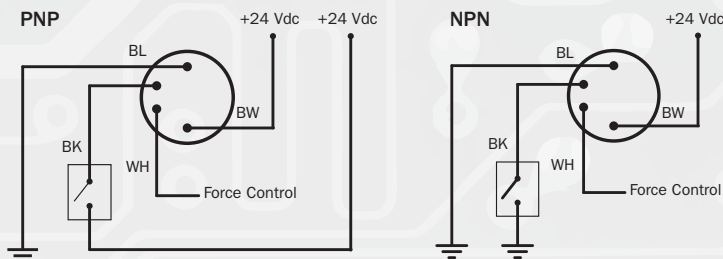 PNP
+24 Vdc
+24 Vdc
BL
BW
BK
WH
Force Control
NPN
+24 Vdc
BL
BW
BK
WH
Force Control